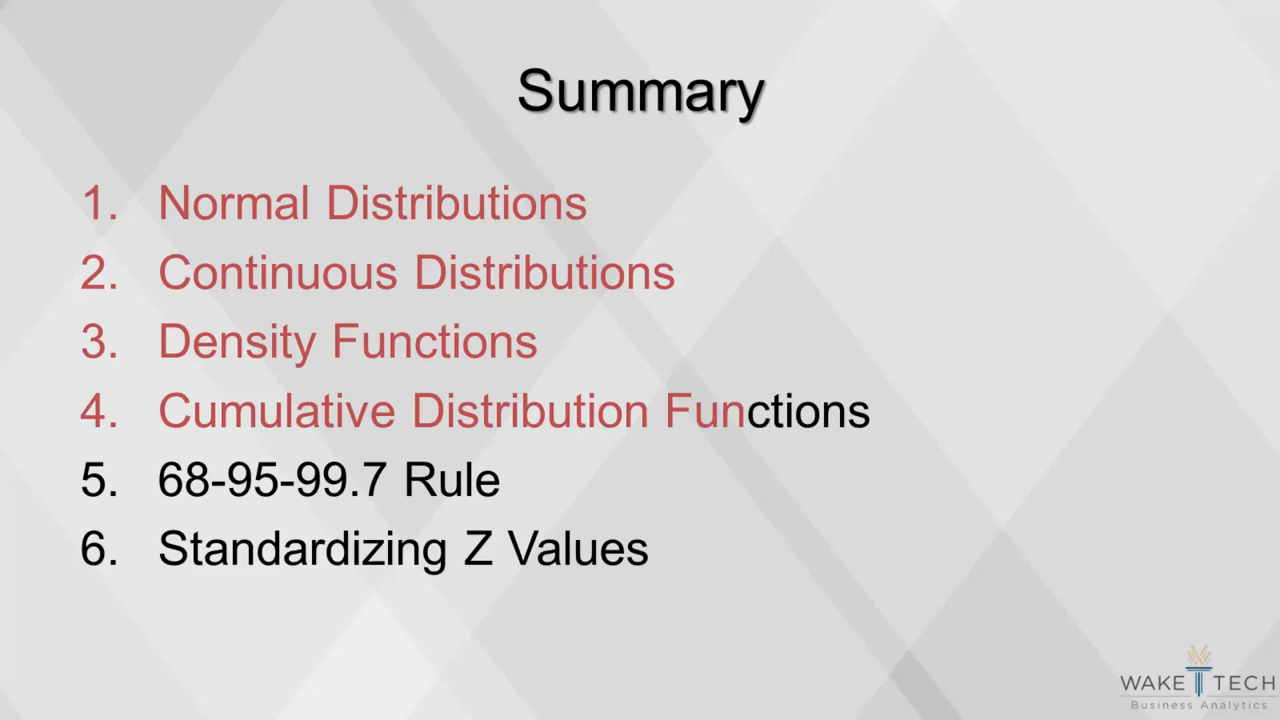 Summary
1. Normal Distributions
2. Continuous Distributions
3. Density Functions
4. Cumulative Distribution Functions
5. 68-95-99.7 Rule
6. Standardizing Z Values
WAKE TECH
Business Analytics